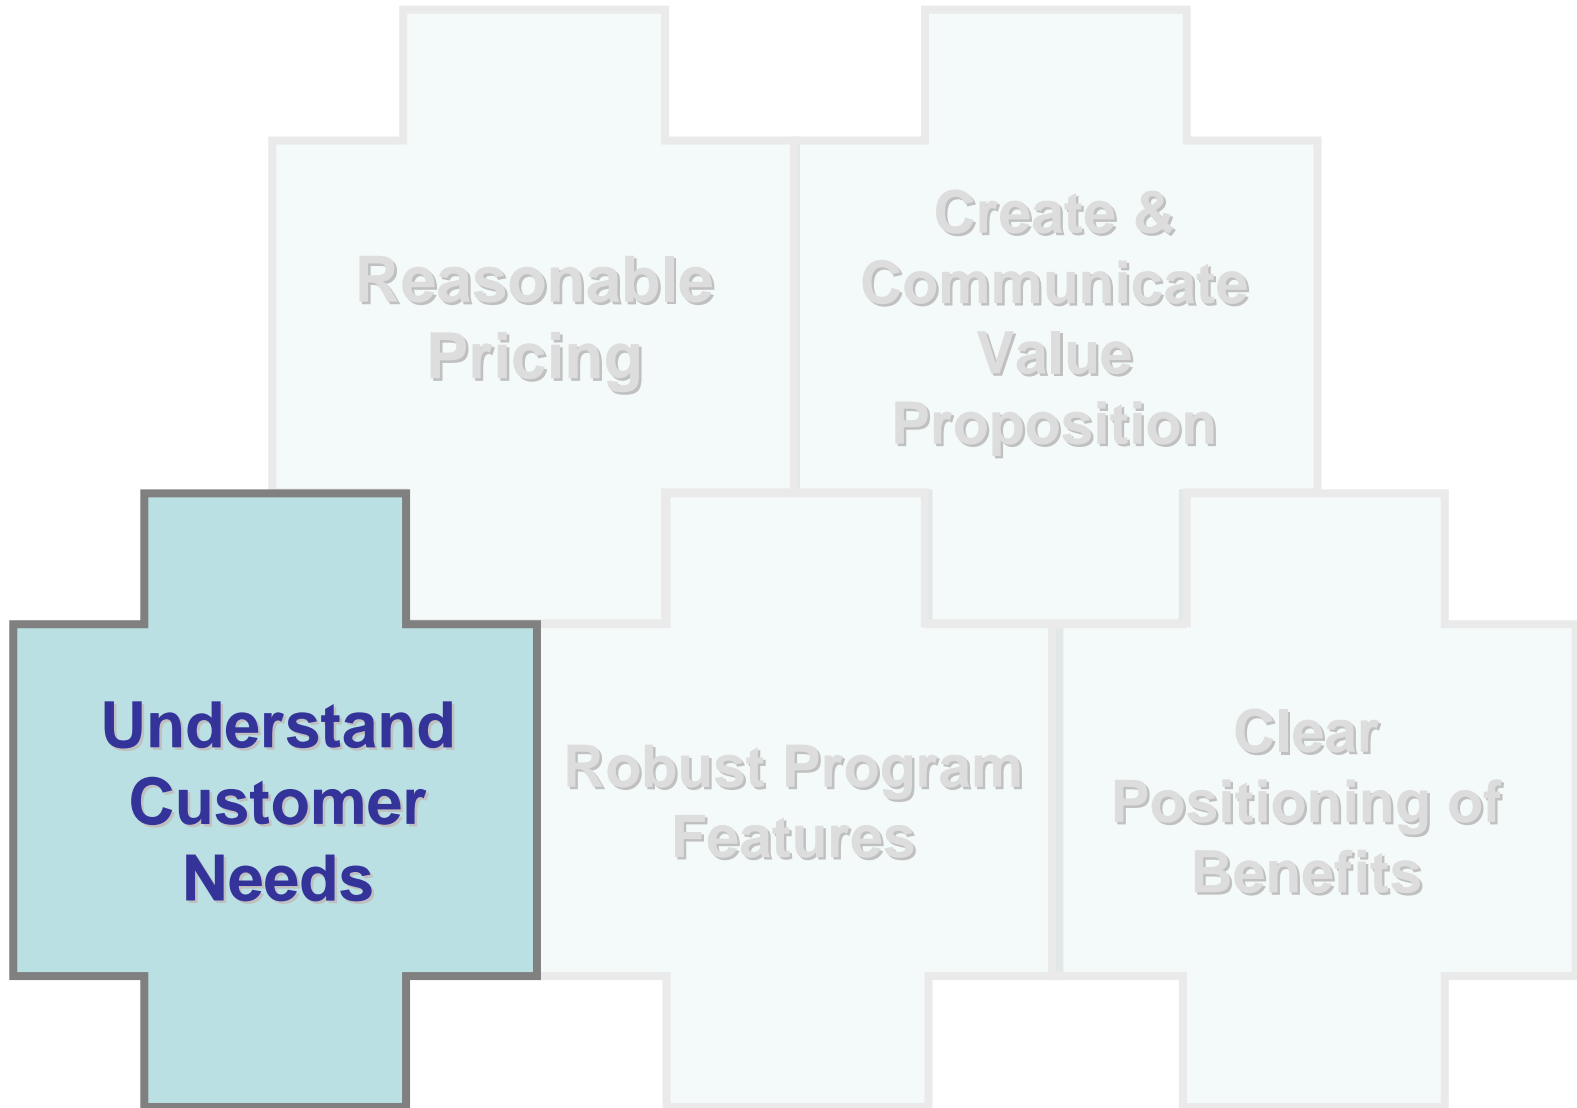 Reasonable
Pricing
Create &
Communicate
Value
Proposition
Understand
Customer
Needs
Robust Program
Features
Clear
Positioning of
Benefits